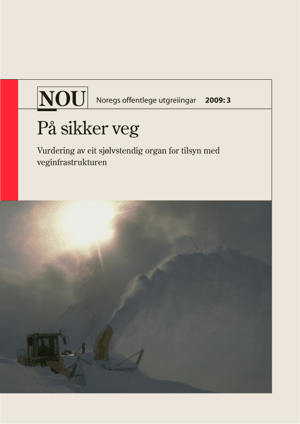 NOU Noregs offentlege utgreiingar 2009: 3
På sikker veg
Vurdering av eit sjølvstendig organ for tilsyn med
veginfrastrukturen